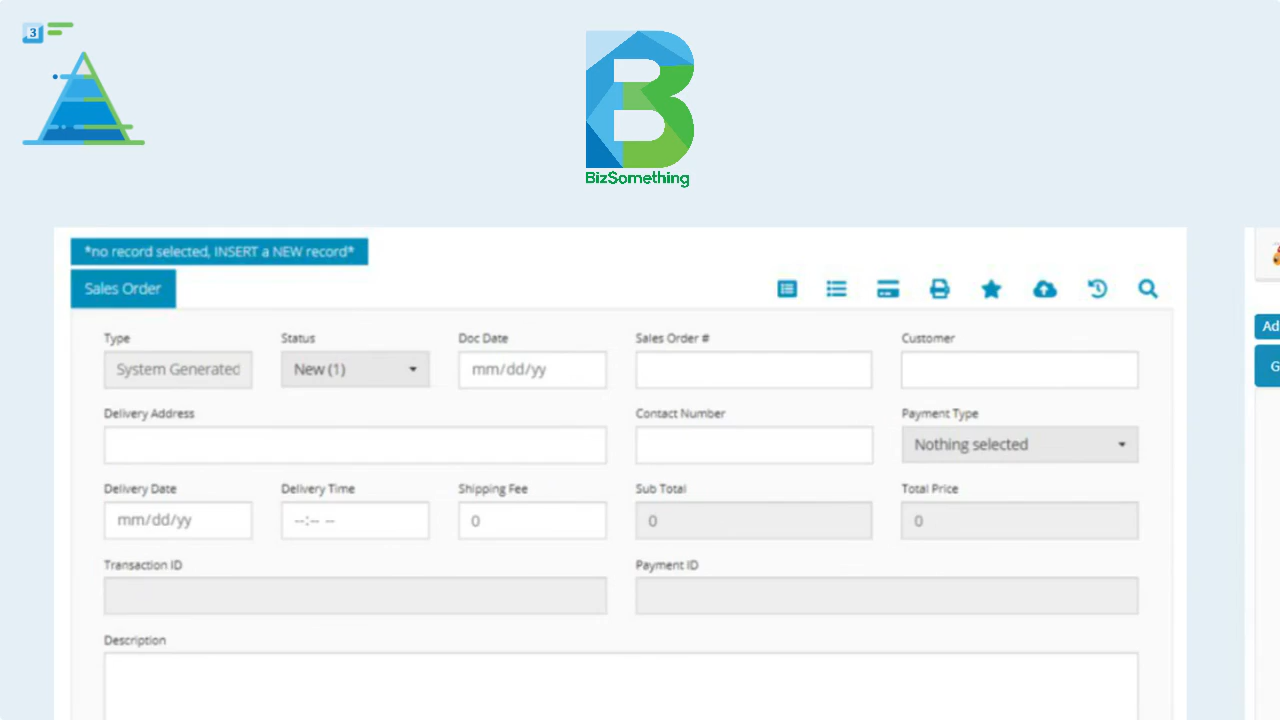 3
BizSomething
*no record selected, INSERT a NEW record*
Sales Order
Type
Status
Doc Date
Sales Order #
Customer
System Generated
New (1)
mm/dd/yy
Delivery Address
Contact Number
Payment Type
Nothing selected
Delivery Date
Delivery Time
Shipping Fee
Sub Total
Total Price
mm/dd/yy
--:-- --
0
0
0
Transaction ID
Payment ID
Description
Ad
G